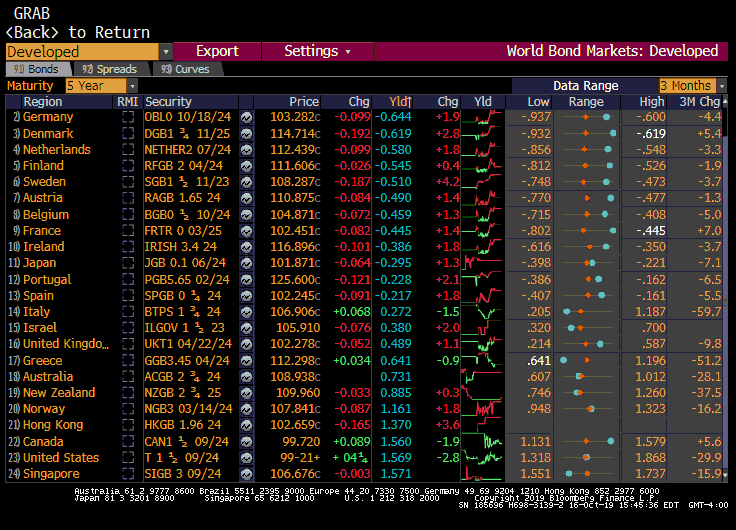 GRAB
<Back> to Return
Developed Export Settings World Bond Markets: Developed
91) Bonds 92) Spreads 93) Curves
Maturity 5 Year Data Range 3 Months
Region RMI Security Price Chg Yld↑ Chg Yld Low Range High 3M Chg
2) Germany OBL0 10/18/24 103.282c -0.099 -0.644 +1.9 -.937 -.600 -4.4
3) Denmark DGB1 ¾ 11/25 114.714c -0.192 -0.619 +2.8 -.932 -.619 +5.4
4) Netherlands NETHER2 07/24 112.439c -0.099 -0.580 +1.8 -.856 -.548 -3.3
5) Finland RFGB 2 04/24 111.606c -0.026 -0.545 +0.4 -.812 -.526 -1.9
6) Sweden SGB1 ½ 11/23 108.287c -0.187 -0.510 +4.2 -.748 -.473 -3.7
7) Austria RAGB 1.65 24 110.875c -0.084 -0.490 +1.4 -.770 -.477 -1.3
8) Belgium BGB0 ½ 10/24 104.871c -0.072 -0.459 +1.3 -.715 -.408 -5.0
9) France FRTR 0 03/25 102.451c -0.082 -0.445 +1.4 -.802 -.445 +7.0
10) Ireland IRISH 3.4 24 116.896c -0.101 -0.386 +1.8 -.616 -.350 -3.7
11) Japan JGB 0.1 06/24 101.871c -0.064 -0.295 +1.3 -.398 -.221 -7.1
12) Portugal PGB5.65 02/24 125.600c -0.121 -0.228 +2.1 -.386 -.162 -6.5
13) Spain SPGB 0 ¼ 24 102.245c -0.091 -0.217 +1.8 -.407 -.161 -5.5
14) Italy BTPS 1 ¾ 24 106.906c +0.068 0.272 -1.5 .205 1.187 -59.7
15) Israel ILGOV 1 ½ 23 105.910 -0.076 0.380 +2.0 .320 .700
16) United Kingdo... UKT1 04/22/24 102.278c -0.052 0.489 +1.1 .214 .587 -9.8
17) Greece GGB3.45 04/24 112.298c +0.034 0.641 -0.9 .641 1.196 -51.2
18) Australia ACGB 2 ¾ 24 108.938c 0.731 .607 1.012 -28.1
19) New Zealand NZGB 2 ¾ 25 109.960 -0.033 0.885 +0.3 .746 1.260 -37.5
20) Norway NGB3 03/14/24 107.841c -0.087 1.161 +1.8 .948 1.323 -16.2
21) Hong Kong HKGB 1.96 24 102.659c -0.165 1.370 +3.6
22) Canada CAN1 ½ 09/24 99.720 +0.089 1.560 -1.9 1.131 1.579 +5.6
23) United States T 1 ½ 09/24 99-21+ + 04¼ 1.569 -2.8 1.318 1.868 -29.9
24) Singapore SIGB 3 09/24 106.676c -0.003 1.571 1.551 1.737 -15.9
Australia 61 2 9777 8600 Brazil 5511 2395 9000 Europe 44 20 7330 7500 Germany 49 69 9204 1210 Hong Kong 852 2977 6000
Japan 81 3 3201 8900 Singapore 65 6212 1000 U.S. 1 212 318 2000 Copyright 2019 Bloomberg Finance L.P.
SN 185696 H698-3139-2 16-Oct-19 15:45:36 EDT GMT-4:00